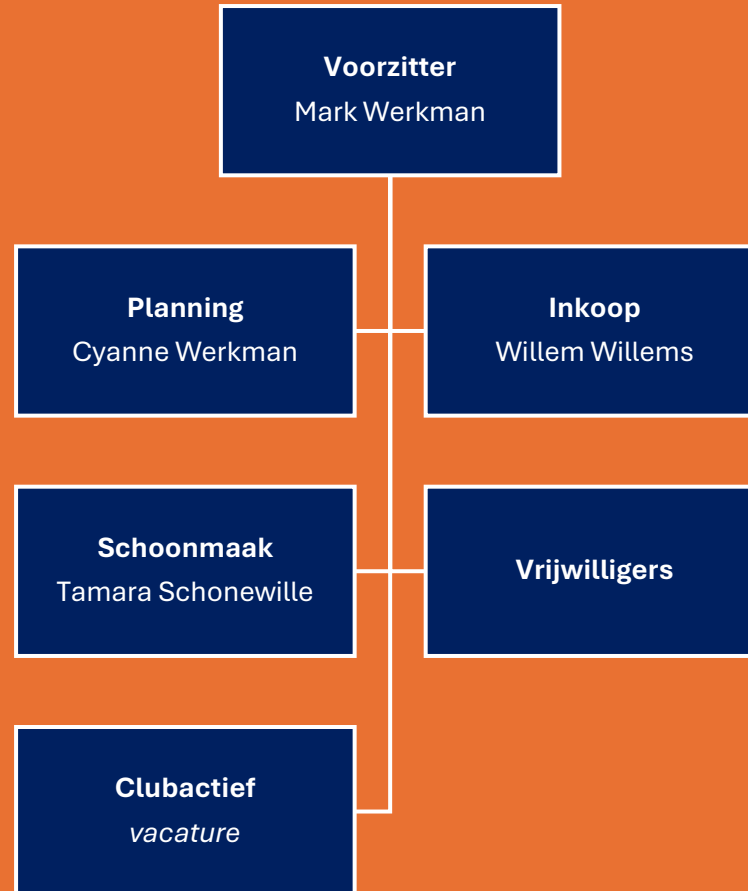 Voorzitter
Mark Werkman
Planning
Cyanne Werkman
Inkoop
Willem Willems
Schoonmaak
Tamara Schonewille
Vrijwilligers
Clubactief
vacature